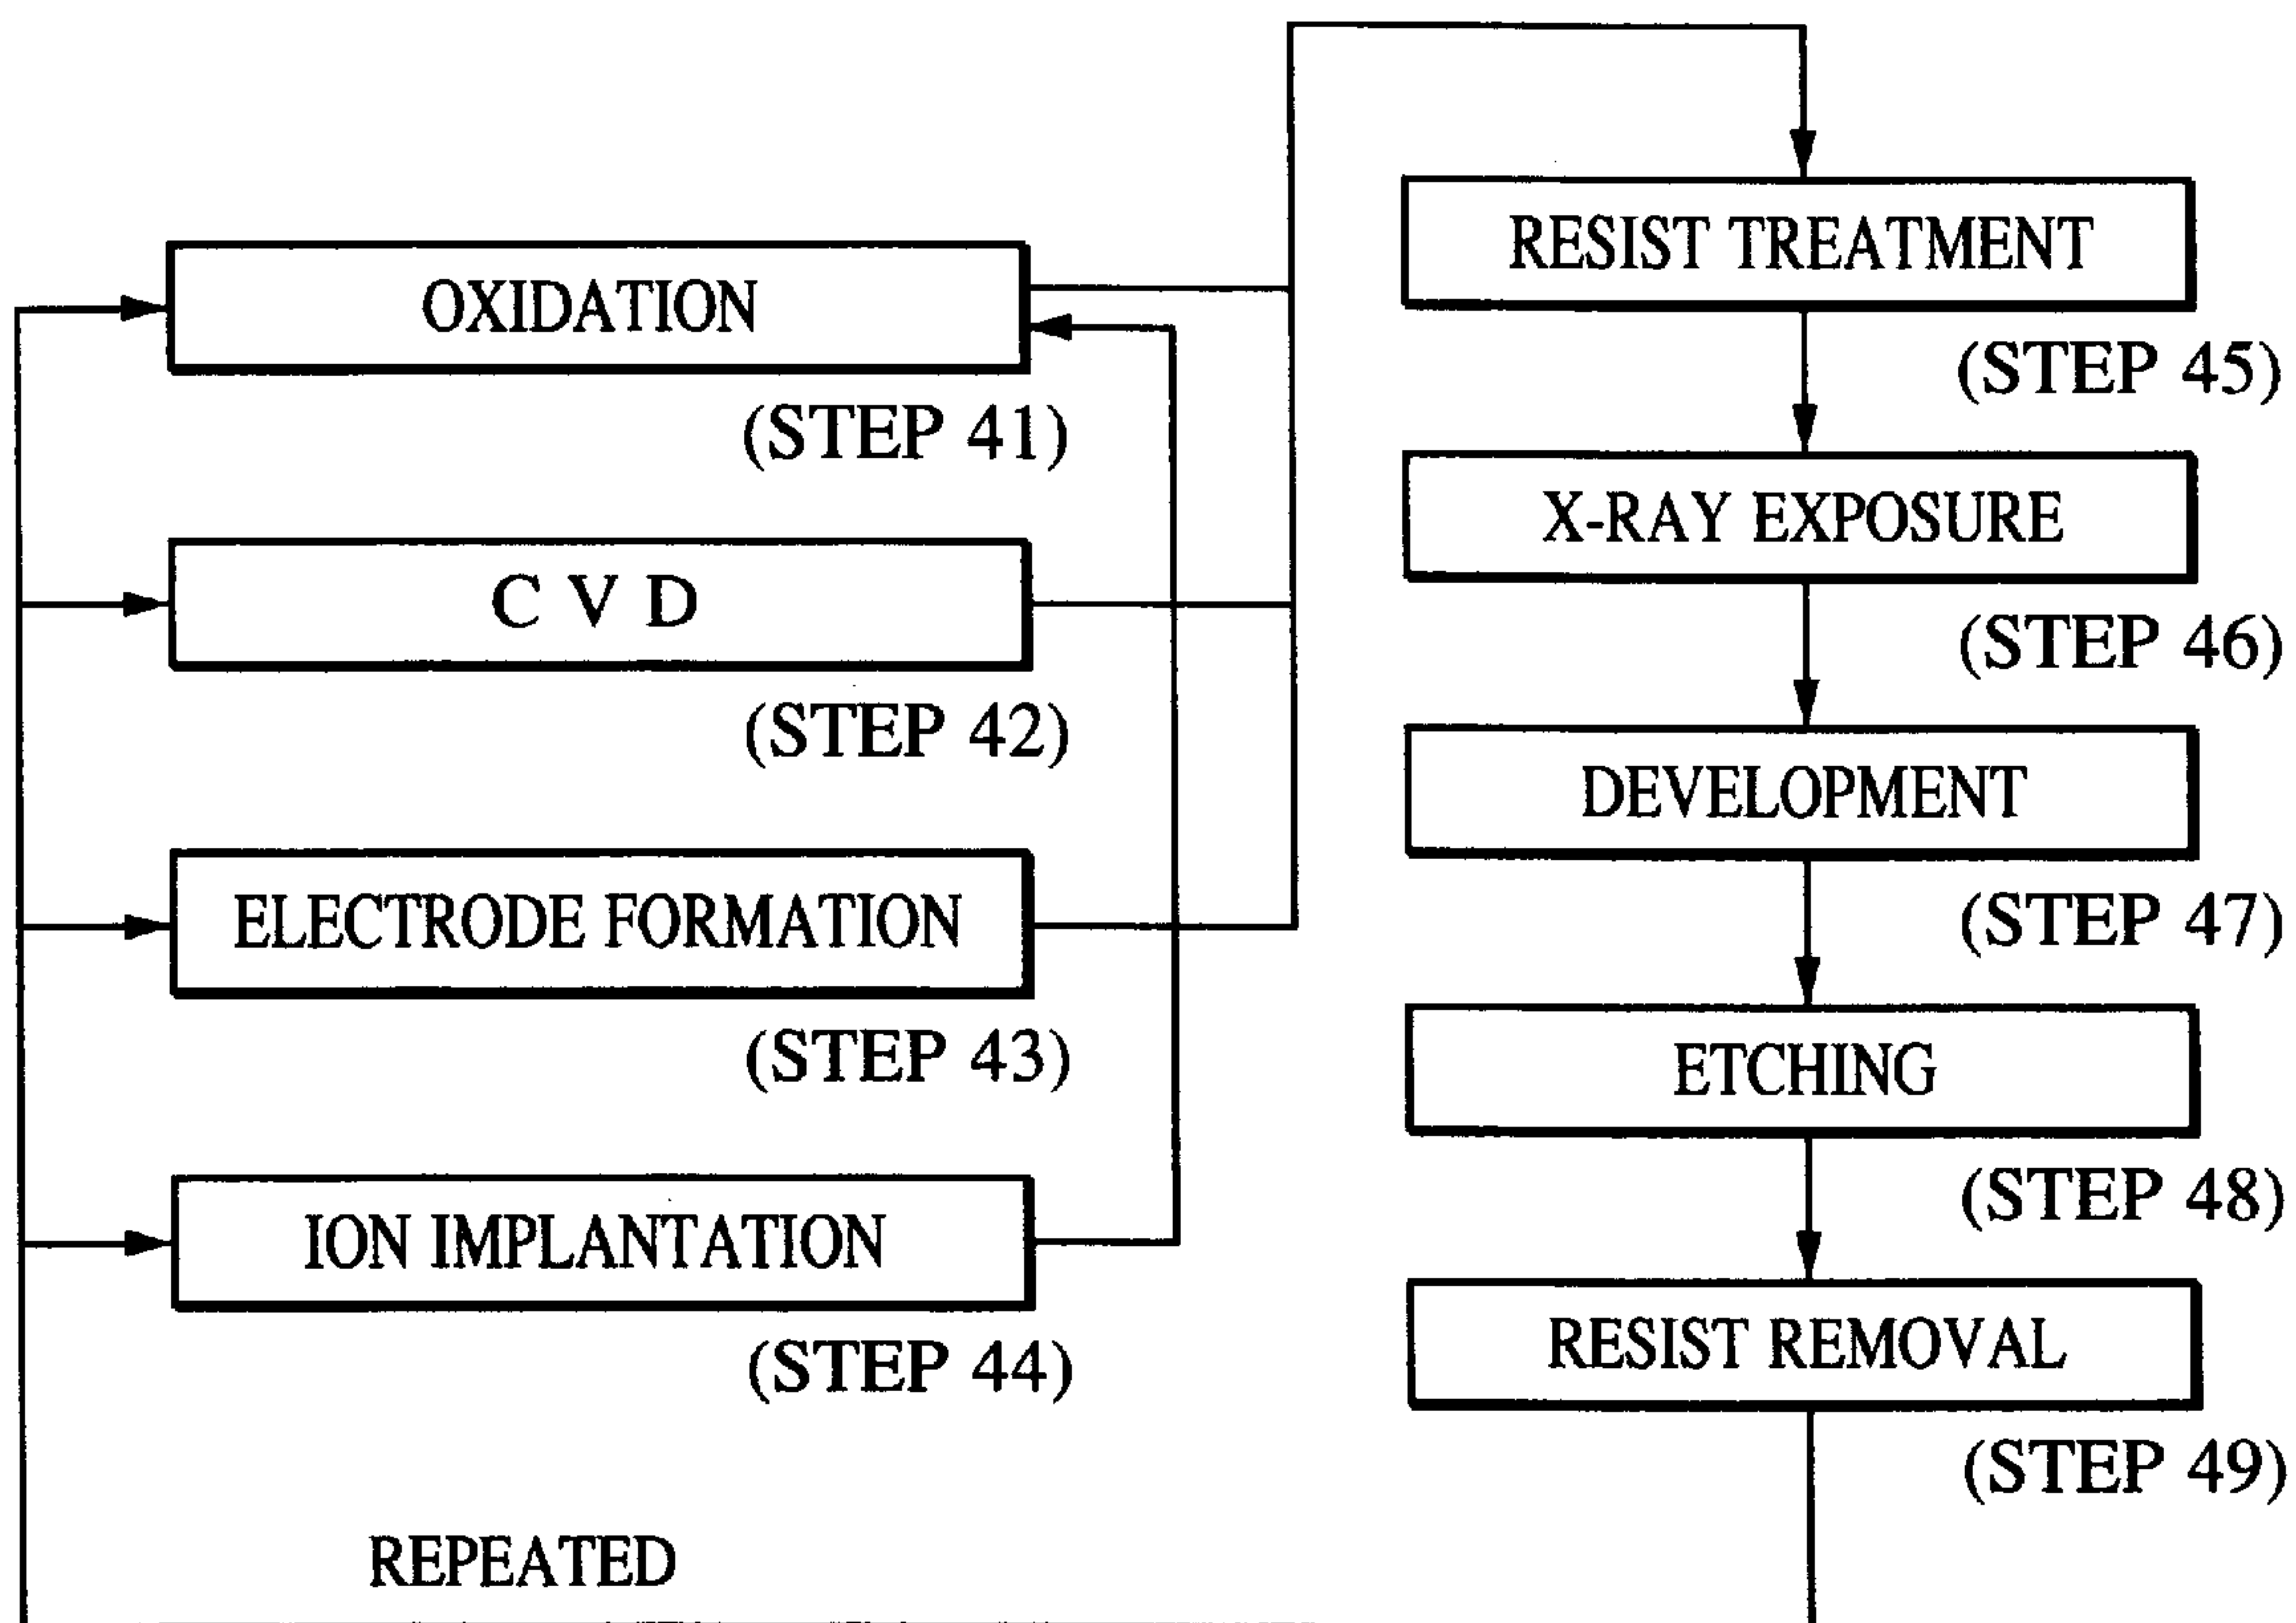 OXIDATION
(STEP 41)
C V D
(STEP 42)
ELECTRODE FORMATION
(STEP 43)
ION IMPLANTATION
(STEP 44)
REPEATED
RESIST TREATMENT
(STEP 45)
X-RAY EXPOSURE
(STEP 46)
DEVELOPMENT
(STEP 47)
ETCHING
(STEP 48)
RESIST REMOVAL
(STEP 49)